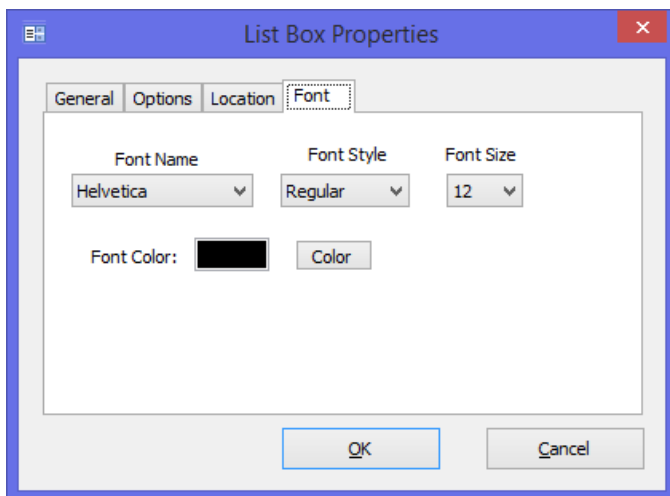 List Box Properties
General Options Location Font
Font Name Font Style Font Size
Helvetica Regular 12
Font Color: Color
OK Cancel